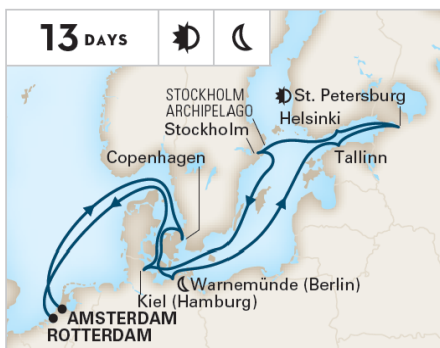 13 DAYS
STOCKHOLM
ARCHIPELAGO
Stockholm
St. Petersburg
Helsinki
Tallinn
Copenhagen
Warnemünde (Berlin)
Kiel (Hamburg)
AMSTERDAM
ROTTERDAM